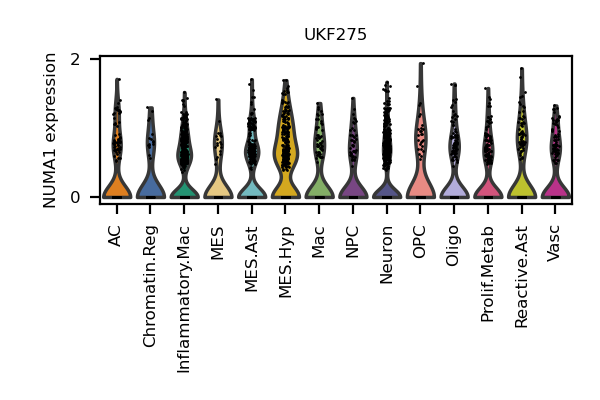 UKF275
NUMA1 expression
2
0
AC
Chromatin.Reg
Inflammatory.Mac
MES
MES.Ast
MES.Hyp
Mac
NPC
Neuron
OPC
Oligo
Prolif.Metab
Reactive.Ast
Vasc